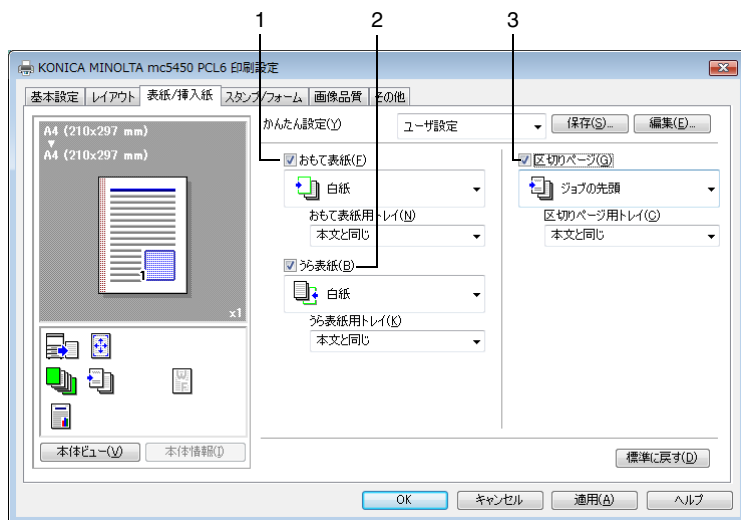 1 2 3
KONICA MINOLTA mc5450 PCL6 印刷設定
基本設定 レイアウト 表紙/挿入紙 スタンプ/フォーム 画像品質 その他
A4 (210x297 mm)
A4 (210x297 mm)
1
x1
本体ビュー(V) 本体情報(I)
かんたん設定(Y) ユーザ設定 保存(S)... 編集(E)...
おもて表紙(F)
白紙
おもて表紙用トレイ(N)
本文と同じ
うら表紙(B)
白紙
うら表紙用トレイ(K)
本文と同じ
区切りページ(G)
ジョブの先頭
区切りページ用トレイ(C)
本文と同じ
標準に戻す(D)
OK キャンセル 適用(A) ヘルプ